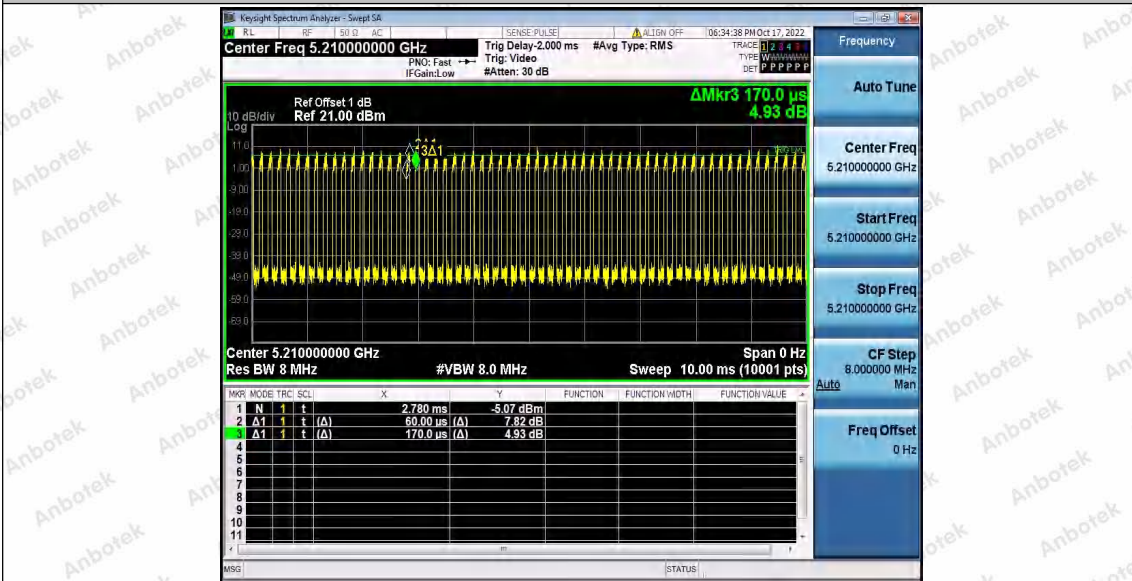 Keysight Spectrum Analyzer - Swept SA
RL RF 50 Ω AC SENSE:PULSE ALIGN OFF 06:34:38 PM Oct 17, 2022
Center Freq 5.210000000 GHz
PNO: Fast
IFGain:Low
Trig Delay-2.000 ms
Trig: Video
#Atten: 30 dB
#Avg Type: RMS
TRACE 1 2 3 4 5 6
TYPE W
DET P P P P P P
ΔMkr3 170.0 µs
4.93 dB
Ref Offset 1 dB
10 dB/div Ref 21.00 dBm
Log
11.0
1.00
-9.00
-19.0
-29.0
-39.0
-49.0
-59.0
-69.0
3Δ1
Center 5.210000000 GHz Span 0 Hz
Res BW 8 MHz #VBW 8.0 MHz Sweep 10.00 ms (10001 pts)
MKR MODE TRC SCL X Y FUNCTION FUNCTION WIDTH FUNCTION VALUE
1 N 1 t 2.780 ms -5.07 dBm
2 Δ1 1 t (Δ) 60.00 µs (Δ) 7.82 dB
3 Δ1 1 t (Δ) 170.0 µs (Δ) 4.93 dB
4
5
6
7
8
9
10
11
MSG STATUS
Frequency
Auto Tune
Center Freq
5.210000000 GHz
Start Freq
5.210000000 GHz
Stop Freq
5.210000000 GHz
CF Step
8.000000 MHz
Auto Man
Freq Offset
0 Hz
Anbotek